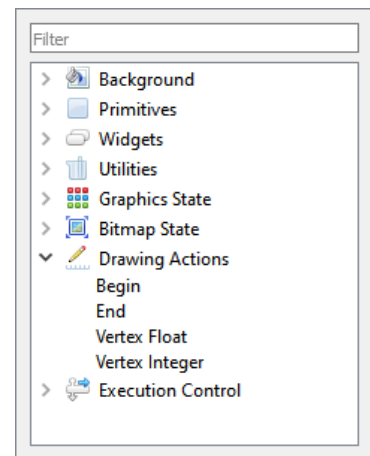 Filter
Background
Primitives
Widgets
Utilities
Graphics State
Bitmap State
Drawing Actions
Begin
End
Vertex Float
Vertex Integer
Execution Control